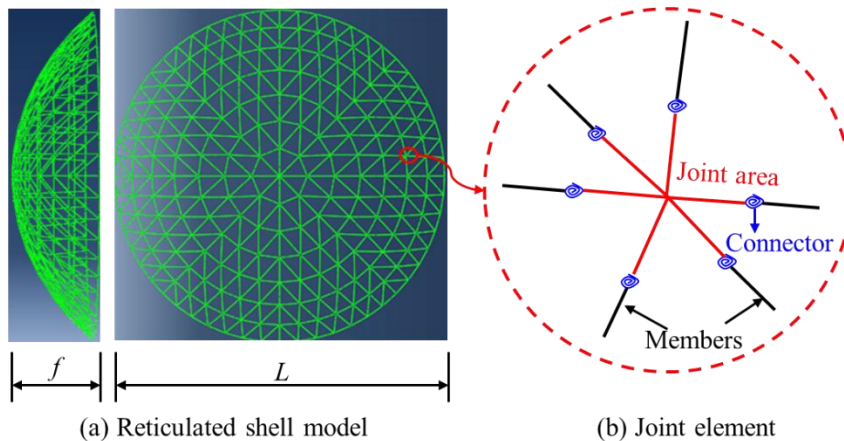 Joint area
Connector
Members
f
L
(a) Reticulated shell model
(b) Joint element